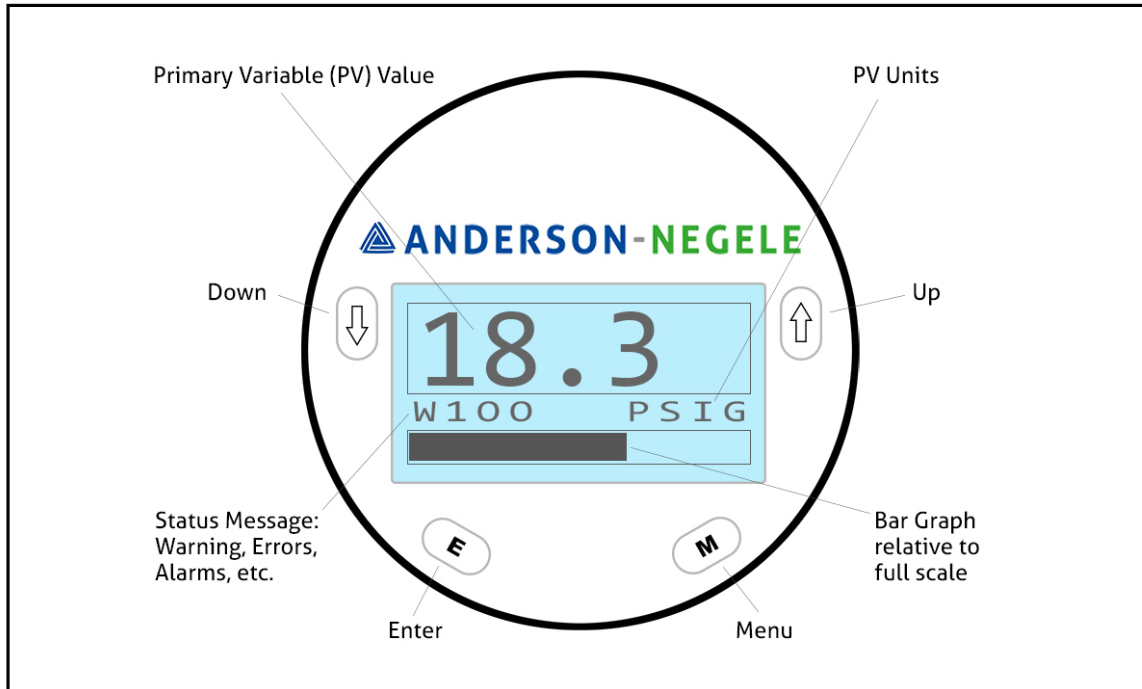 Primary Variable (PV) Value
PV Units
ANDERSON-NEGELE
Down
Up
18.3
W100 PSIG
Status Message:
Warning, Errors,
Alarms, etc.
E
M
Bar Graph
relative to
full scale
Enter
Menu